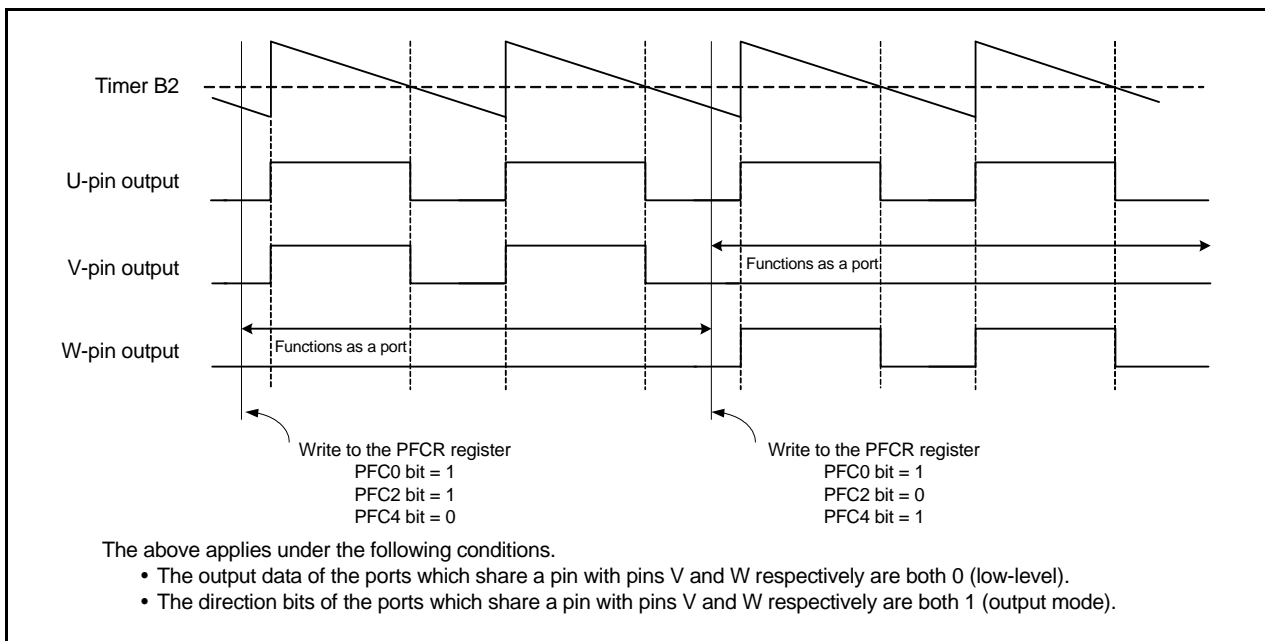 Timer B2
U-pin output
V-pin output
Functions as a port
W-pin output
Functions as a port
Write to the PFCR register
PFC0 bit = 1
PFC2 bit = 1
PFC4 bit = 0
Write to the PFCR register
PFC0 bit = 1
PFC2 bit = 0
PFC4 bit = 1
The above applies under the following conditions.
• The output data of the ports which share a pin with pins V and W respectively are both 0 (low-level).
• The direction bits of the ports which share a pin with pins V and W respectively are both 1 (output mode).